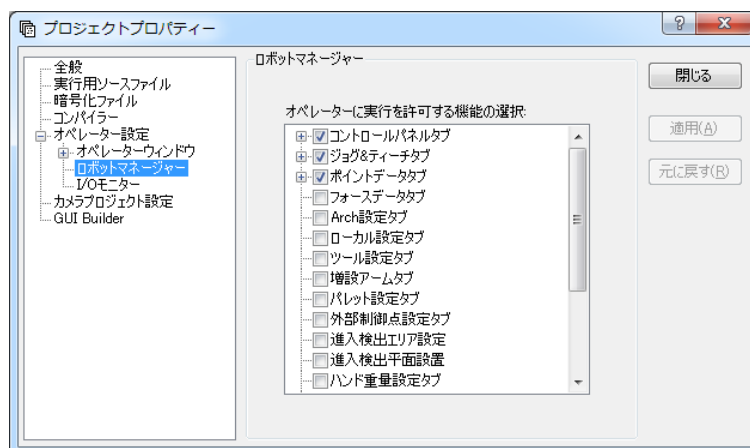 プロジェクトプロパティー
全般
実行用ソースファイル
暗号化ファイル
コンパイラー
オペレーター設定
オペレーターウィンドウ
ロボットマネージャー
I/Oモニター
カメラプロジェクト設定
GUI Builder
ロボットマネージャー
オペレーターに実行を許可する機能の選択:
コントロールパネルタブ
ジョグ&ティーチタブ
ポイントデータタブ
フォースデータタブ
Arch設定タブ
ローカル設定タブ
ツール設定タブ
増設アームタブ
パレット設定タブ
外部制御点設定タブ
進入検出エリア設定
進入検出平面設置
ハンド重量設定タブ
閉じる
適用(A)
元に戻す(R)